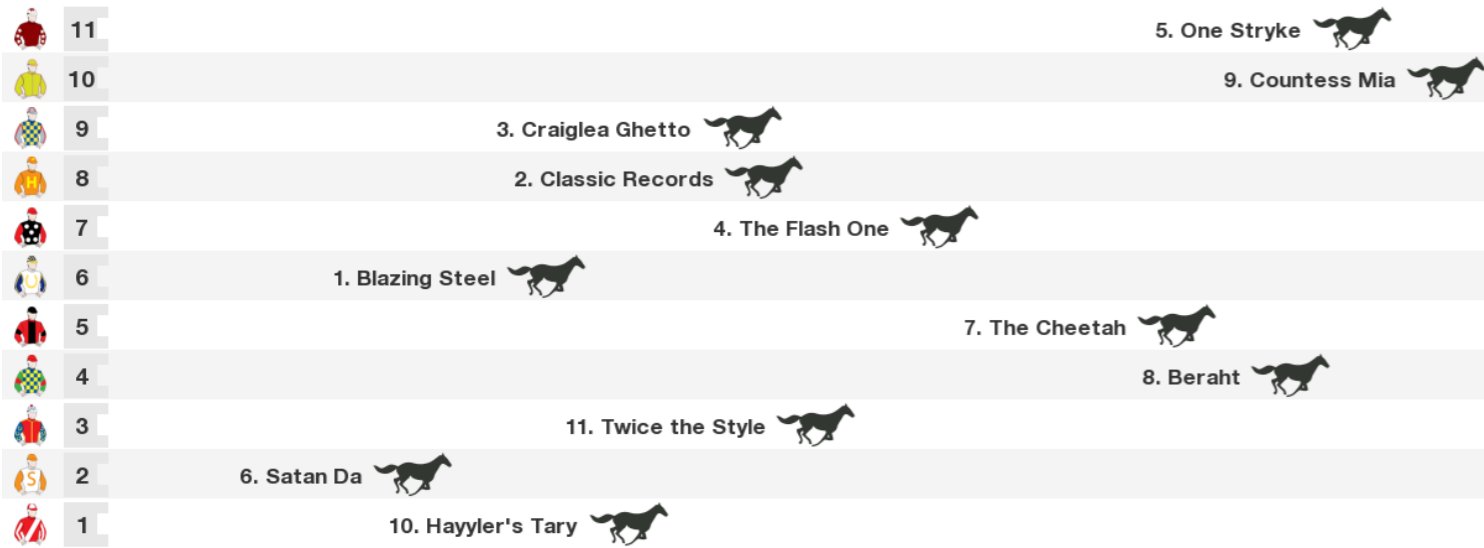 11 5. One Stryke
10 9. Countess Mia
9 3. Craiglea Ghetto
8 H 2. Classic Records
7 4. The Flash One
6 1. Blazing Steel
5 7. The Cheetah
4 8. Beraht
3 11. Twice the Style
S 2 6. Satan Da
1 10. Hayyler's Tary